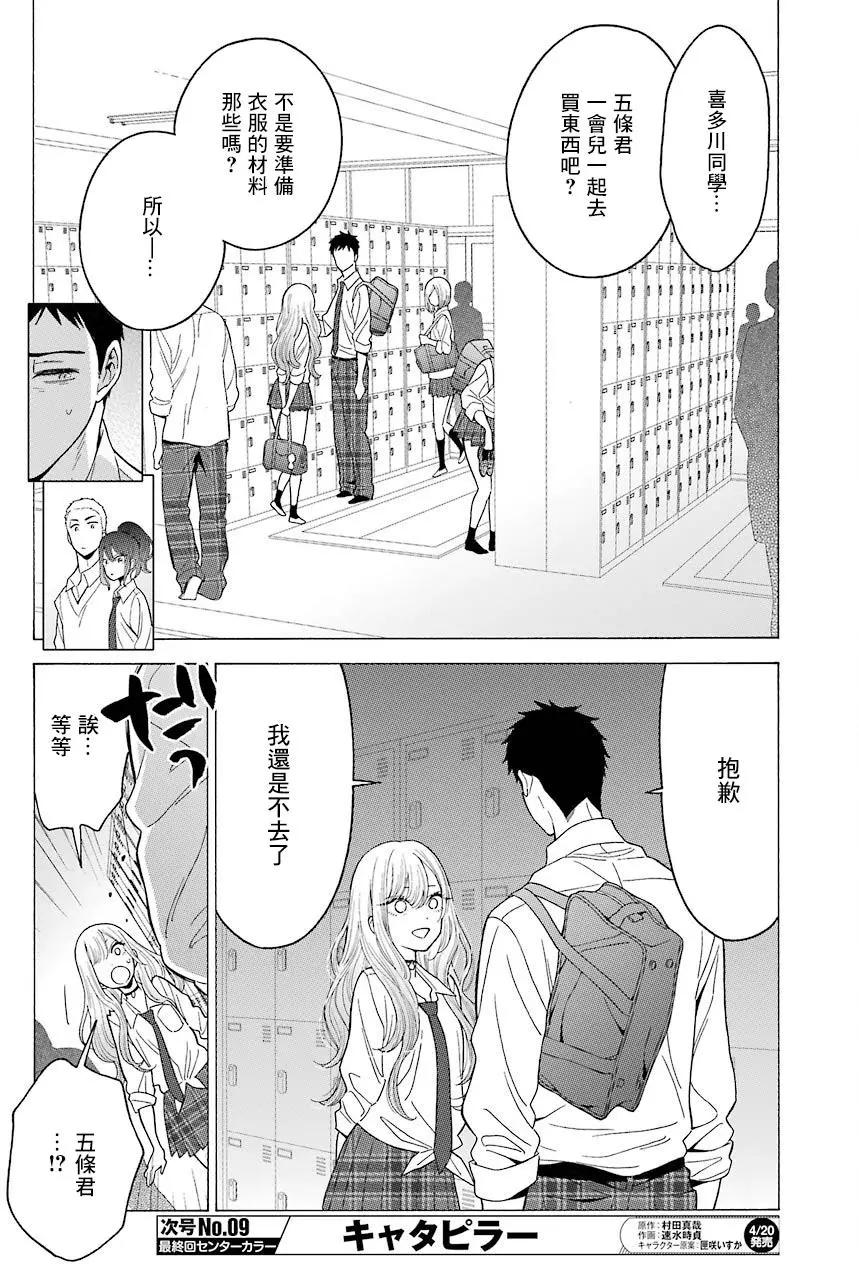 喜多川同學…
五條君
一會兒一起去
買東西吧？
不是要準備
衣服的材料
那些嗎？
所以—…
抱歉
我還是不去了
誒…
等等
五條君
…!?
次号No.09
最終回センターカラー
キャタピラー
原作：村田真哉
作画：速水時貞
キャラクター原案：匣咲いすか
4/20
発売